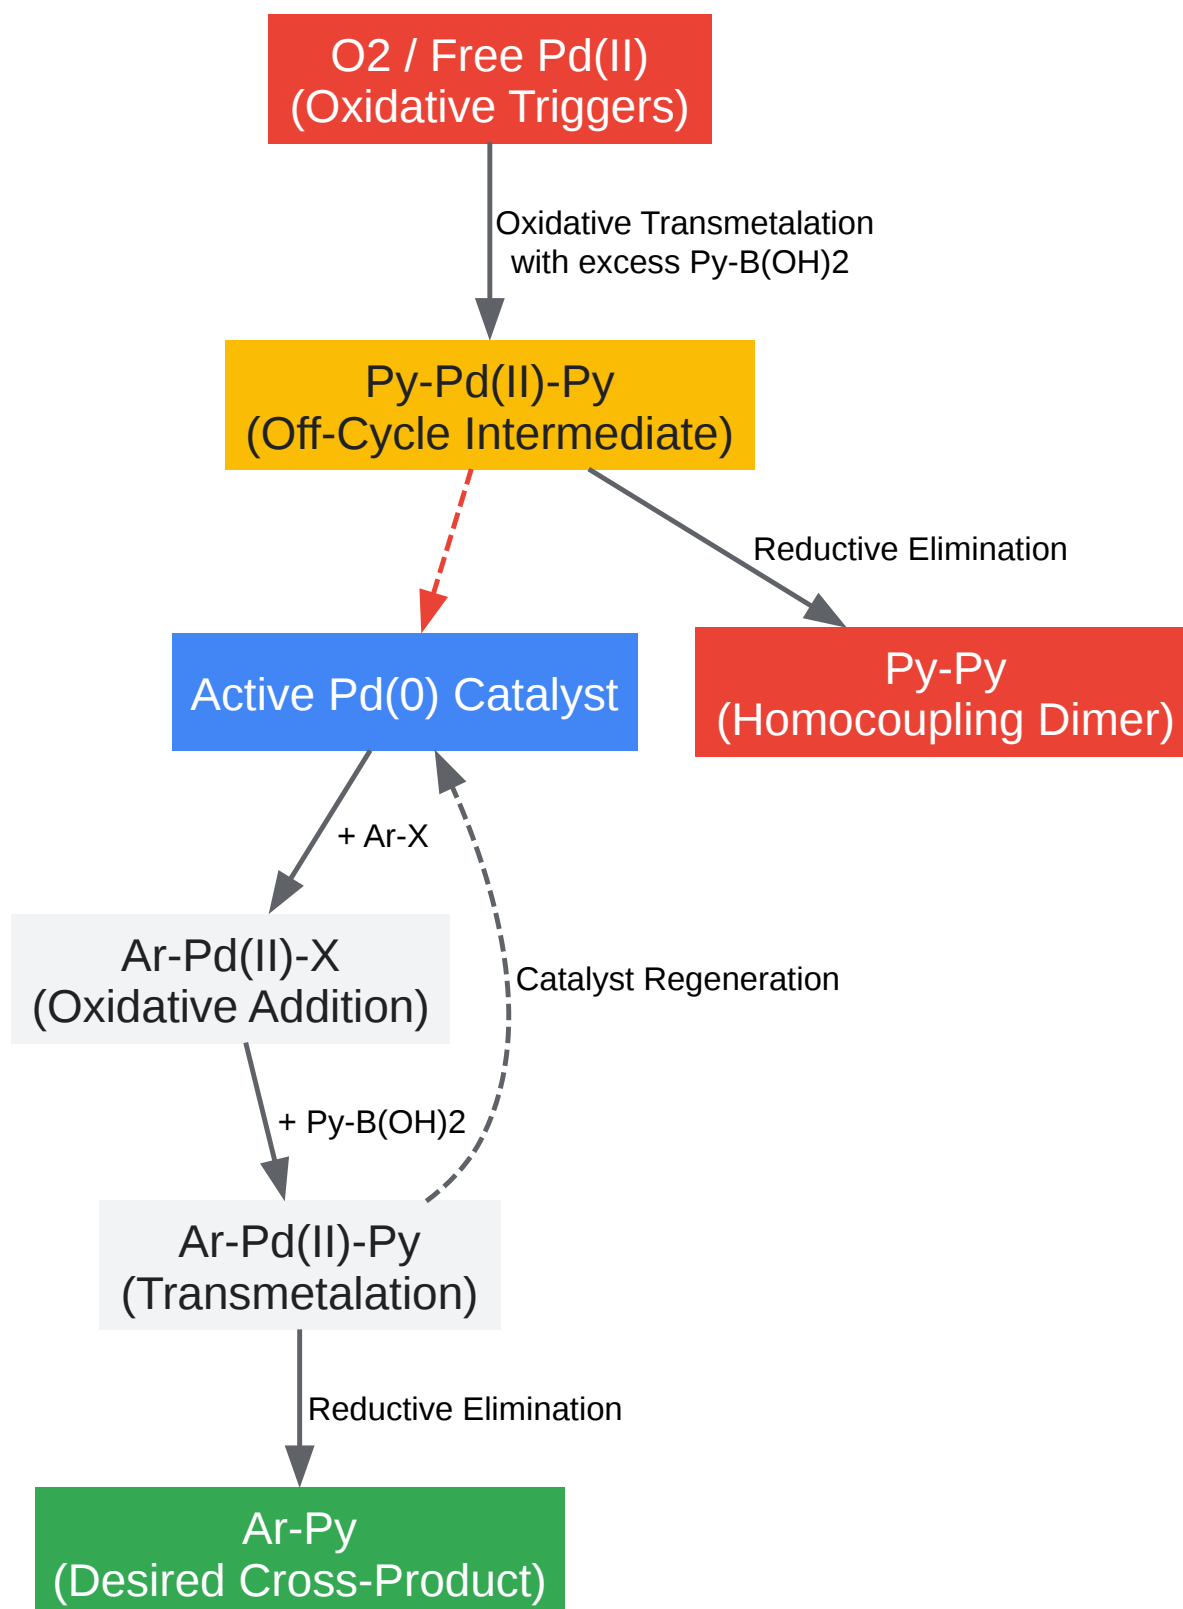 O2 / Free Pd(II)
(Oxidative Triggers)
Oxidative Transmetalation
with excess Py-B(OH)2
Py-Pd(II)-Py
(Off-Cycle Intermediate)
Reductive Elimination
Py-Py
(Homocoupling Dimer)
Active Pd(0) Catalyst
+ Ar-X
Ar-Pd(II)-X
(Oxidative Addition)
Catalyst Regeneration
+ Py-B(OH)2
Ar-Pd(II)-Py
(Transmetalation)
Reductive Elimination
Ar-Py
(Desired Cross-Product)